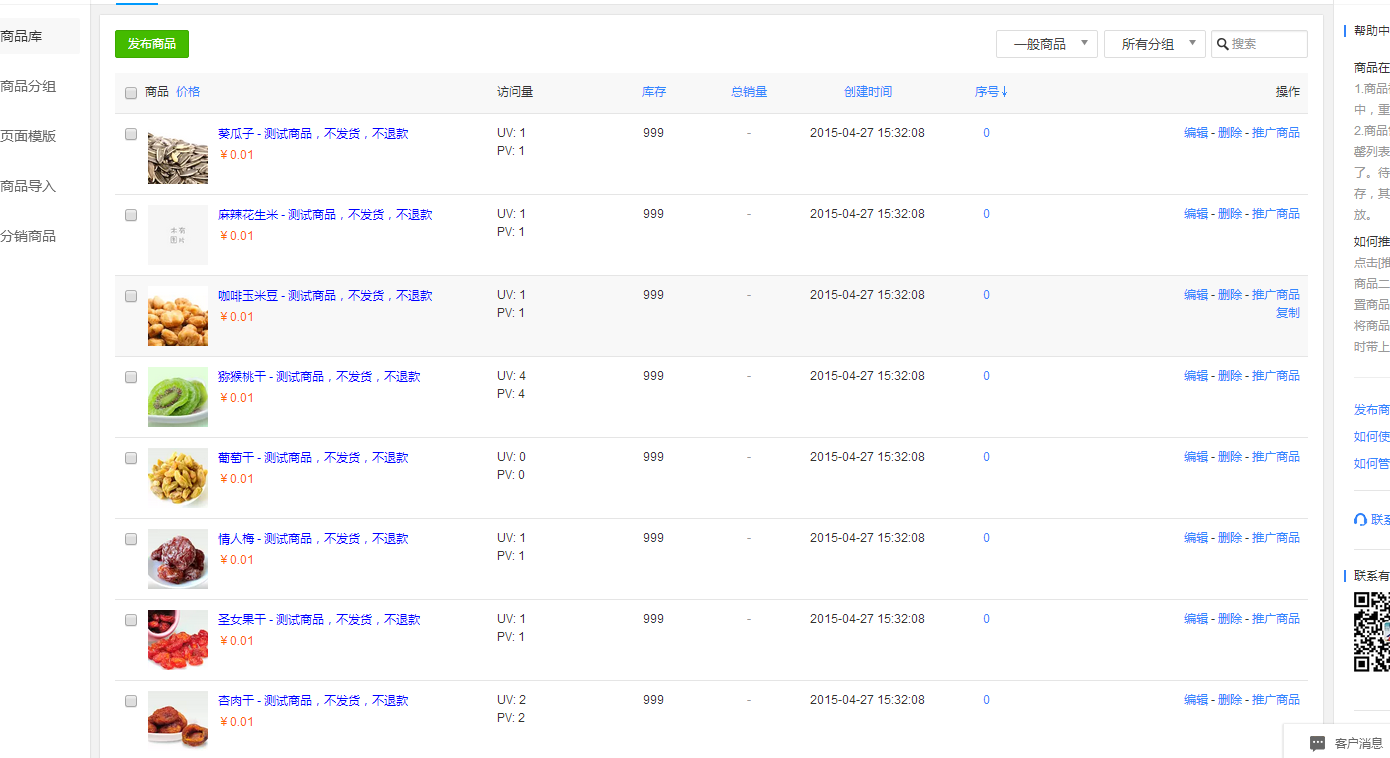 商品库
商品分组
页面模版
商品导入
分销商品
发布商品
一般商品
所有分组
搜索
商品 价格 访问量 库存 总销量 创建时间 序号↓ 操作
葵瓜子 - 测试商品，不发货，不退款 UV: 1 999 - 2015-04-27 15:32:08 0 编辑 - 删除 - 推广商品
￥0.01 PV: 1
麻辣花生米 - 测试商品，不发货，不退款 UV: 1 999 - 2015-04-27 15:32:08 0 编辑 - 删除 - 推广商品
￥0.01 PV: 1
未有
图片
咖啡玉米豆 - 测试商品，不发货，不退款 UV: 1 999 - 2015-04-27 15:32:08 0 编辑 - 删除 - 推广商品
￥0.01 PV: 1 复制
猕猴桃干 - 测试商品，不发货，不退款 UV: 4 999 - 2015-04-27 15:32:08 0 编辑 - 删除 - 推广商品
￥0.01 PV: 4
葡萄干 - 测试商品，不发货，不退款 UV: 0 999 - 2015-04-27 15:32:08 0 编辑 - 删除 - 推广商品
￥0.01 PV: 0
情人梅 - 测试商品，不发货，不退款 UV: 1 999 - 2015-04-27 15:32:08 0 编辑 - 删除 - 推广商品
￥0.01 PV: 1
圣女果干 - 测试商品，不发货，不退款 UV: 1 999 - 2015-04-27 15:32:08 0 编辑 - 删除 - 推广商品
￥0.01 PV: 1
杏肉干 - 测试商品，不发货，不退款 UV: 2 999 - 2015-04-27 15:32:08 0 编辑 - 删除 - 推广商品
￥0.01 PV: 2
帮助中
商品在
1.商品
中，重
2.商品
罄列表
了。待
存，其
放。
如何推
点击[推
商品二
置商品
将商品
时带上
发布商
如何使
如何管
联系
联系有
客户消息